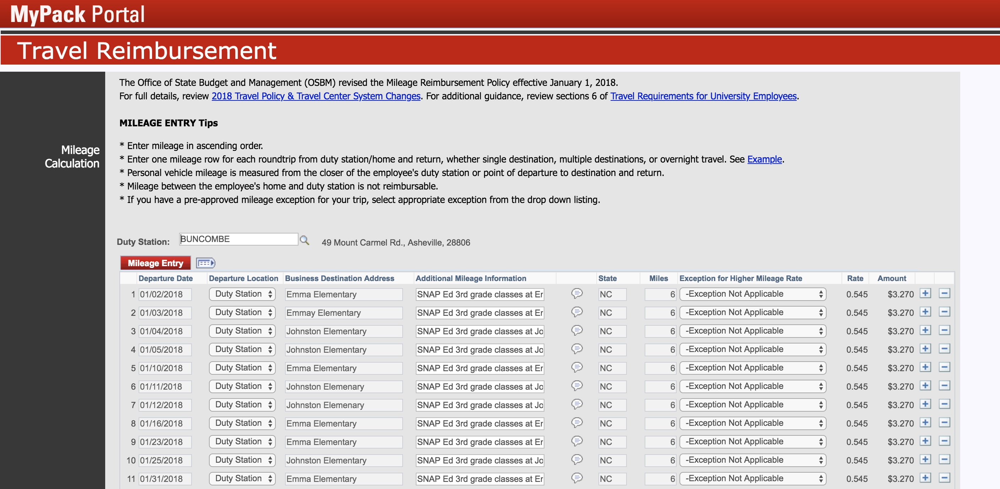 MyPack Portal
Travel Reimbursement
The Office of State Budget and Management (OSBM) revised the Mileage Reimbursement Policy effective January 1, 2018.
For full details, review 2018 Travel Policy & Travel Center System Changes. For additional guidance, review sections 6 of Travel Requirements for University Employees.
MILEAGE ENTRY Tips
Mileage Calculation
* Enter mileage in ascending order.
* Enter one mileage row for each roundtrip from duty station/home and return, whether single destination, multiple destinations, or overnight travel. See Example.
* Personal vehicle mileage is measured from the closer of the employee's duty station or point of departure to destination and return.
* Mileage between the employee's home and duty station is not reimbursable.
* If you have a pre-approved mileage exception for your trip, select appropriate exception from the drop down listing.
Duty Station: BUNCOMBE 49 Mount Carmel Rd., Asheville, 28806
Mileage Entry
Departure Date Departure Location Business Destination Address Additional Mileage Information State Miles Exception for Higher Mileage Rate Rate Amount
1 01/02/2018 Duty Station Emma Elementary SNAP Ed 3rd grade classes at Er NC 6 -Exception Not Applicable 0.545 $3.270
2 01/03/2018 Duty Station Emmay Elementary SNAP Ed 3rd grade classes at Er NC 6 -Exception Not Applicable 0.545 $3.270
3 01/04/2018 Duty Station Johnston Elementary SNAP Ed 3rd grade classes at Jo NC 6 -Exception Not Applicable 0.545 $3.270
4 01/05/2018 Duty Station Johnston Elementary SNAP Ed 3rd grade classes at Jo NC 6 -Exception Not Applicable 0.545 $3.270
5 01/10/2018 Duty Station Emma Elementary SNAP Ed 3rd grade classes at Er NC 6 -Exception Not Applicable 0.545 $3.270
6 01/11/2018 Duty Station Johnston Elemenary SNAP Ed 3rd grade classes at Jo NC 6 -Exception Not Applicable 0.545 $3.270
7 01/12/2018 Duty Station Johnston Elemenary SNAP Ed 3rd grade classes at Jo NC 6 -Exception Not Applicable 0.545 $3.270
8 01/16/2018 Duty Station Emma Elementary SNAP Ed 3rd grade classes at Er NC 6 -Exception Not Applicable 0.545 $3.270
9 01/23/2018 Duty Station Emma Elementary SNAP Ed 3rd grade classes at Er NC 6 -Exception Not Applicable 0.545 $3.270
10 01/25/2018 Duty Station Johnston Elementary SNAP Ed 3rd grade classes at Jo NC 6 -Exception Not Applicable 0.545 $3.270
11 01/31/2018 Duty Station Emma Elementary SNAP Ed 3rd grade classes at Er NC 6 -Exception Not Applicable 0.545 $3.270